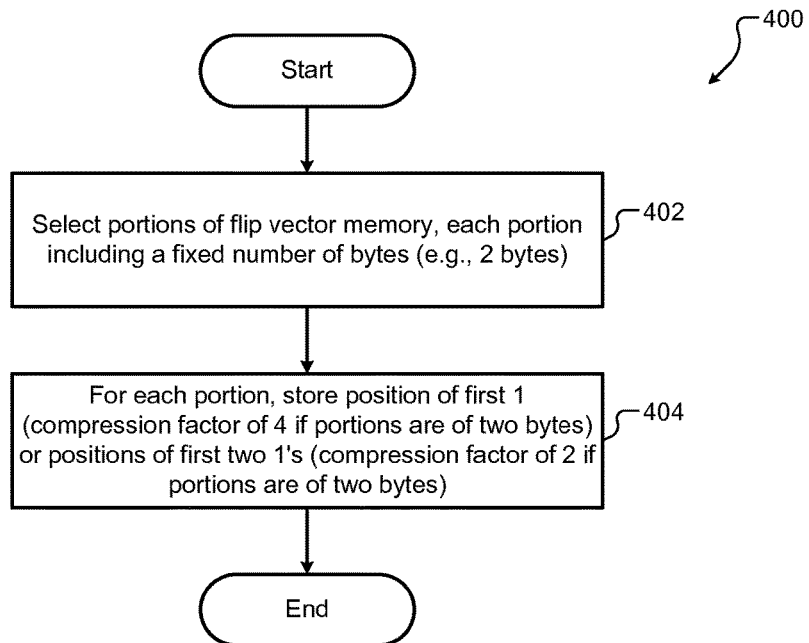 400
Start
Select portions of flip vector memory, each portion
including a fixed number of bytes (e.g., 2 bytes)
402
For each portion, store position of first 1
(compression factor of 4 if portions are of two bytes)
or positions of first two 1's (compression factor of 2 if
portions are of two bytes)
404
End